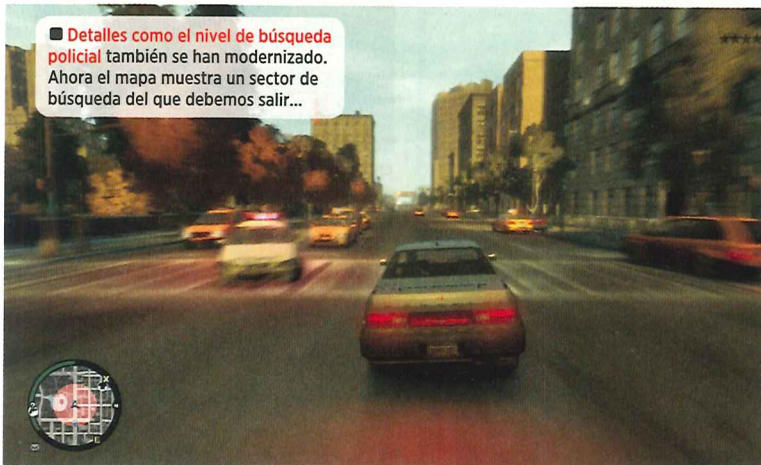 Detalles como el nivel de búsqueda
policial también se han modernizado.
Ahora el mapa muestra un sector de
búsqueda del que debemos salir...